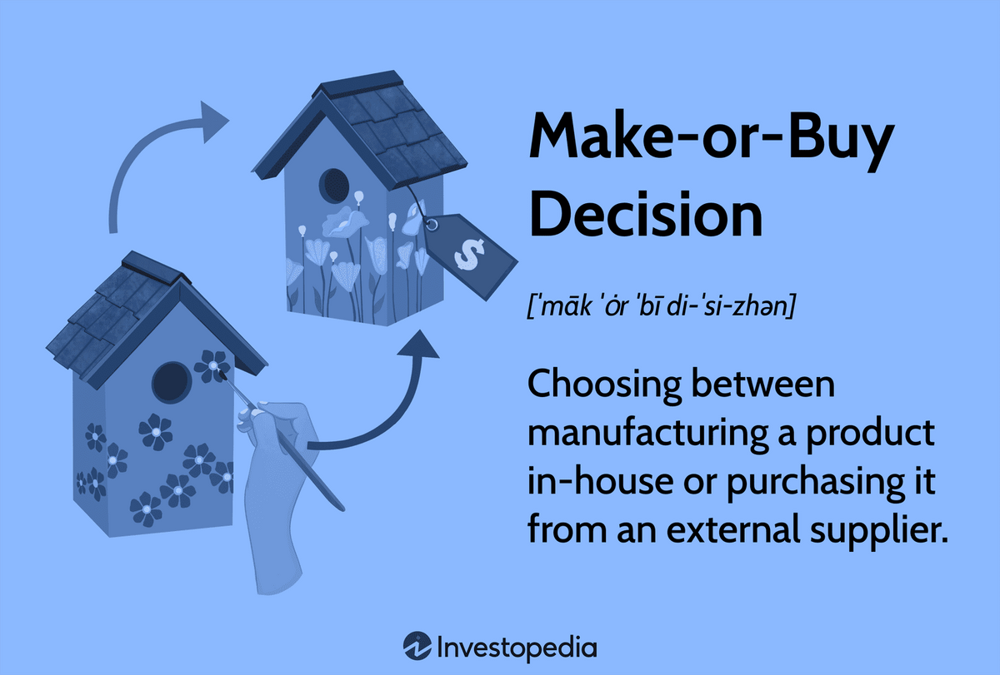 Make-or-Buy
Decision
[ˈmāk ˈȯr ˈbī di-ˈsi-zhən]
Choosing between
manufacturing a product
in-house or purchasing it
from an external supplier.
$
Investopedia